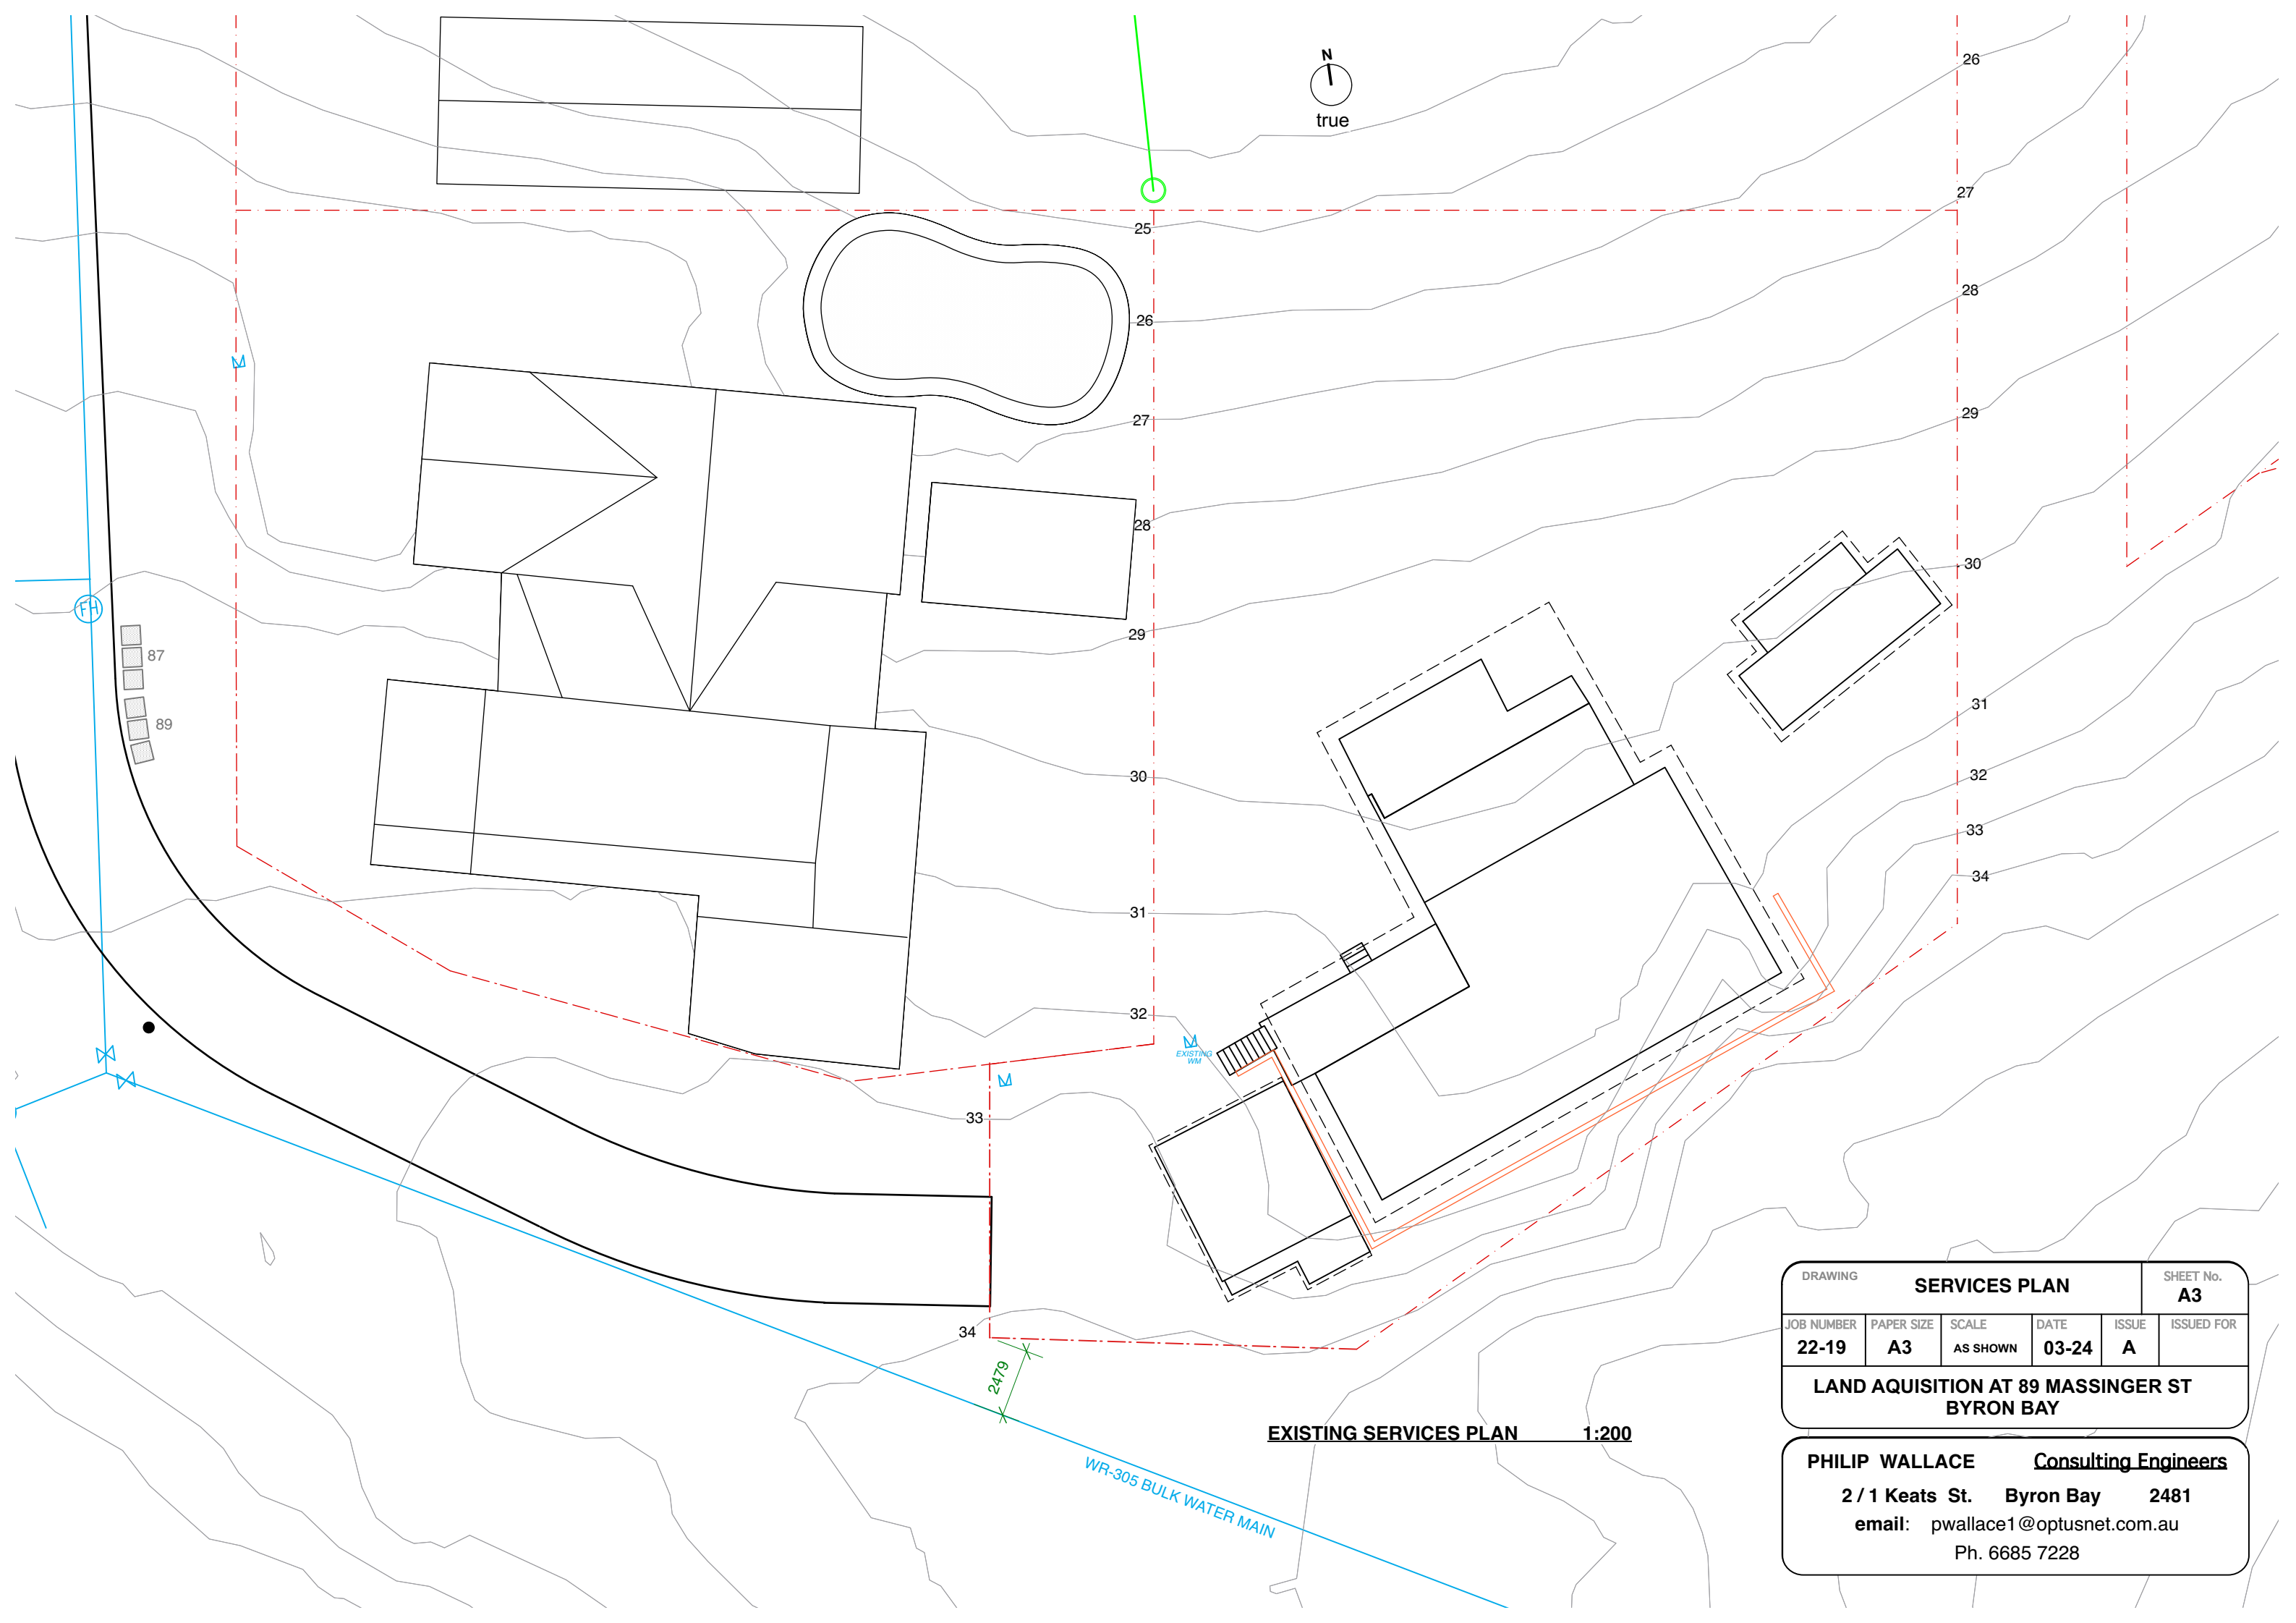 N
true
26
27
25
28
26
29
27
28
30
FH
29
87
31
89
30
32
33
34
31
32
EXISTING
WM
33
34
2479
EXISTING SERVICES PLAN 1:200
WR-305 BULK WATER MAIN
DRAWING
SERVICES PLAN
SHEET No.
A3
JOB NUMBER PAPER SIZE SCALE DATE ISSUE ISSUED FOR
22-19 A3 AS SHOWN 03-24 A
LAND AQUISITION AT 89 MASSINGER ST
BYRON BAY
PHILIP WALLACE Consulting Engineers
2 / 1 Keats St. Byron Bay 2481
email: pwallace1@optusnet.com.au
Ph. 6685 7228